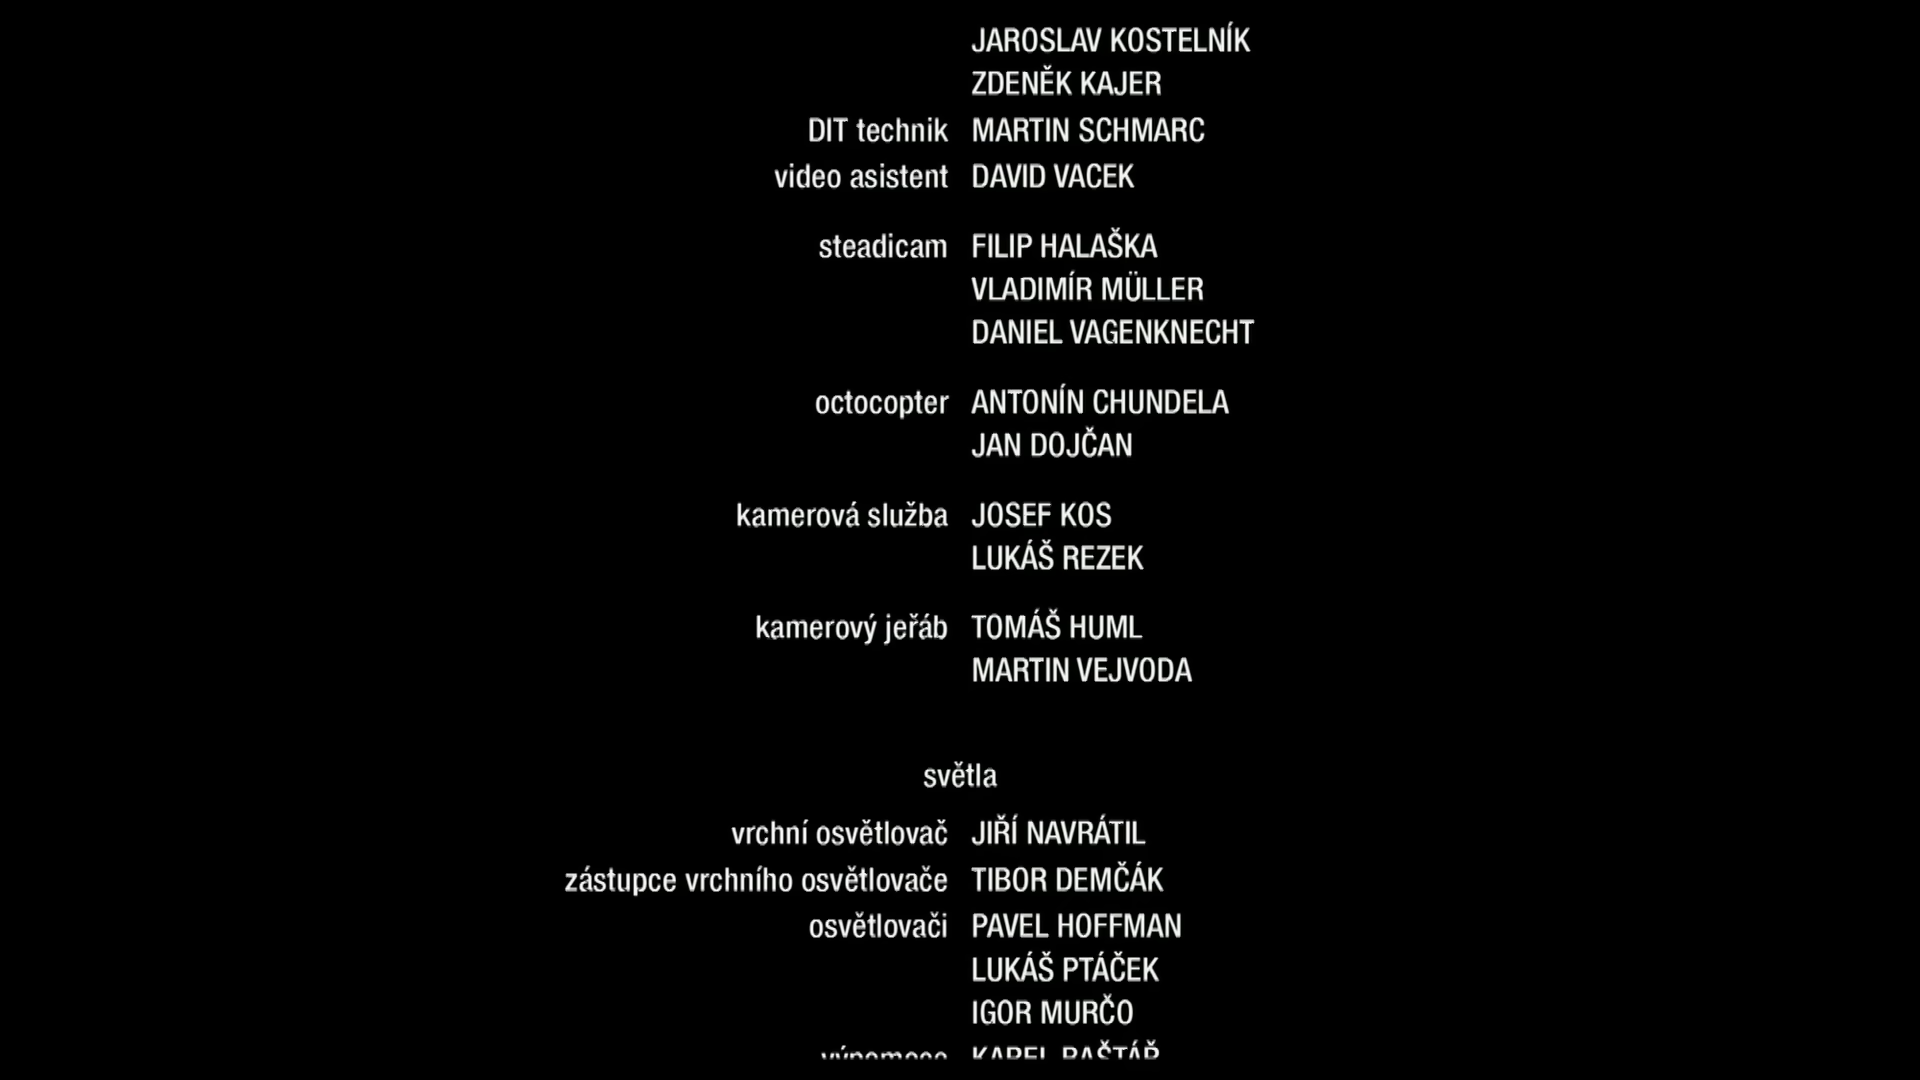 JAROSLAV KOSTELNÍK
ZDENĚK KAJER
DIT technik MARTIN SCHMARC
video asistent DAVID VACEK
steadicam FILIP HALAŠKA
VLADIMÍR MÜLLER
DANIEL VAGENKNECHT
octocopter ANTONÍN CHUNDELA
JAN DOJČAN
kamerová služba JOSEF KOS
LUKÁŠ REZEK
kamerový jeřáb TOMÁŠ HUML
MARTIN VEJVODA
světla
vrchní osvětlovač JIŘÍ NAVRÁTIL
zástupce vrchního osvětlovače TIBOR DEMČÁK
osvětlovači PAVEL HOFFMAN
LUKÁŠ PTÁČEK
IGOR MURČO
KAREL